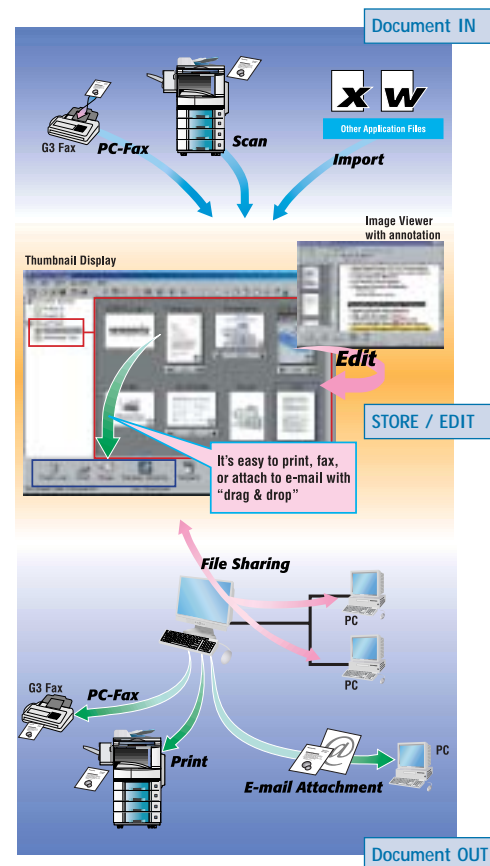 Document IN
X W
Other Application Files
G3 Fax
PC-Fax
Scan
Import
Image Viewer
with annotation
Thumbnail Display
Edit
STORE / EDIT
It's easy to print, fax,
or attach to e-mail with
“drag & drop”
File Sharing
PC
PC
G3 Fax
PC-Fax
Print
PC
E-mail Attachment
Document OUT